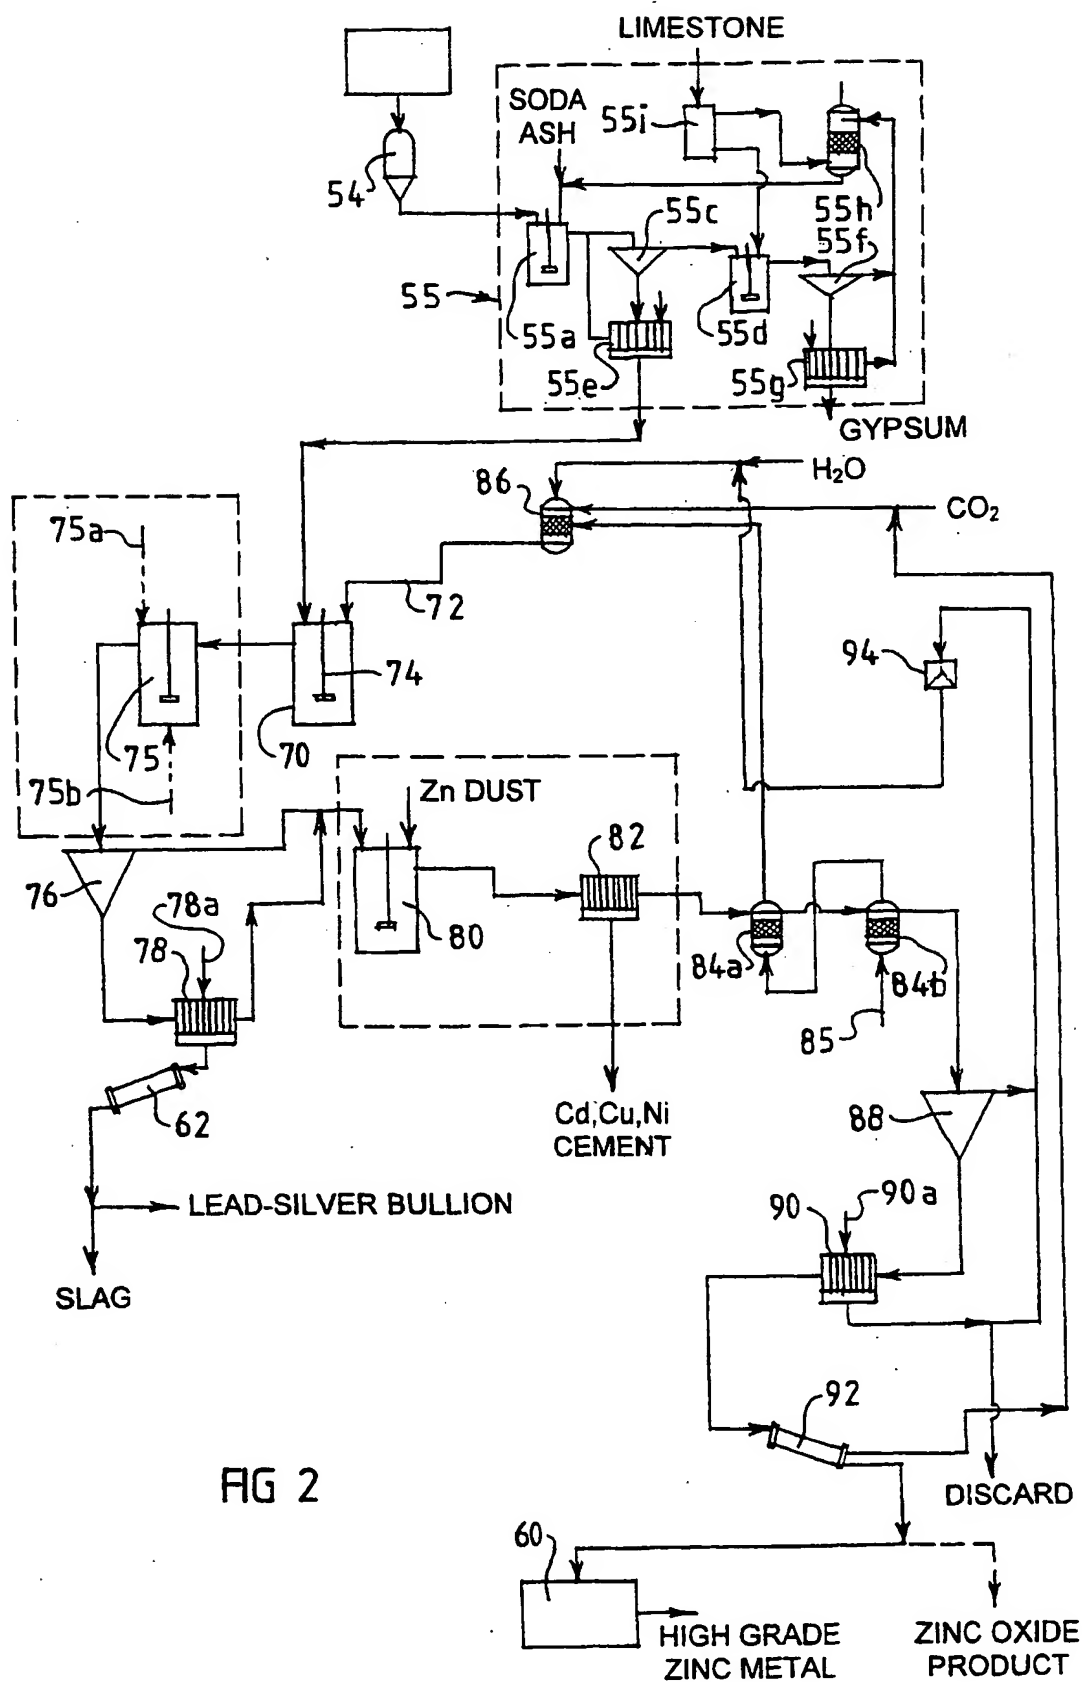 LIMESTONE
SODA
ASH
55i
54
55h
55c
55f
55
55a
55d
55e
55g
GYPSUM
86
H₂O
CO₂
75a
72
94
74
75
70
75b
Zn DUST
82
76
78a
80
78
84a
84b
85
62
Cd,Cu,Ni
CEMENT
88
LEAD-SILVER BULLION
90
90a
SLAG
92
FIG 2
DISCARD
60
HIGH GRADE
ZINC METAL
ZINC OXIDE
PRODUCT